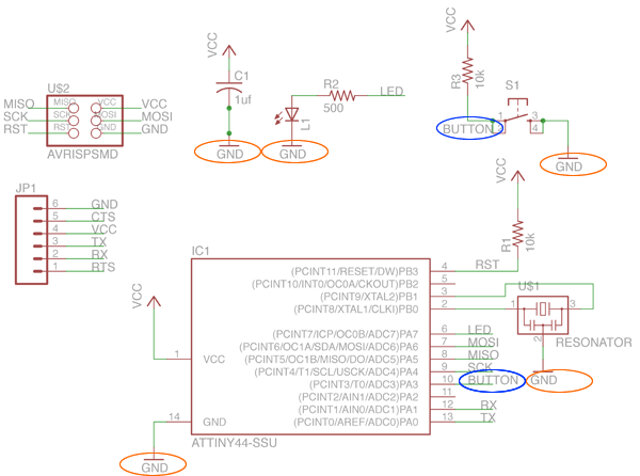 VCC
VCC
U$2
MISO MISO VCC VCC
SCK SCK MOSI MOSI
RST RST GND GND
AVRISPSMD
C1
1uf
GND
R2
LED
500
L1
GND
R3
10k
S1
1 3
BUTTON 2 4
GND
VCC
R1
10k
JP1
6 GND
5 CTS
4 VCC
3 TX
2 RX
1 RTS
IC1
(PCINT11/RESET/DW)PB3 4 RST
(PCINT10/INT0/OC0A/CKOUT)PB2 5
(PCINT9/XTAL2)PB1 3
(PCINT8/XTAL1/CLKI)PB0 2
U$1
1 3
2
RESONATOR
GND
(PCINT7/ICP/OC0B/ADC7)PA7 6 LED
(PCINT6/OC1A/SDA/MOSI/ADC6)PA6 7 MOSI
(PCINT5/OC1B/MISO/DO/ADC5)PA5 8 MISO
(PCINT4/T1/SCL/USCK/ADC4)PA4 9 SCK
(PCINT3/T0/ADC3)PA3 10 BUTTON
(PCINT2/AIN1/ADC2)PA2 11
(PCINT1/AIN0/ADC1)PA1 12 RX
(PCINT0/AREF/ADC0)PA0 13 TX
VCC
1 VCC
14 GND
ATTINY44-SSU
GND